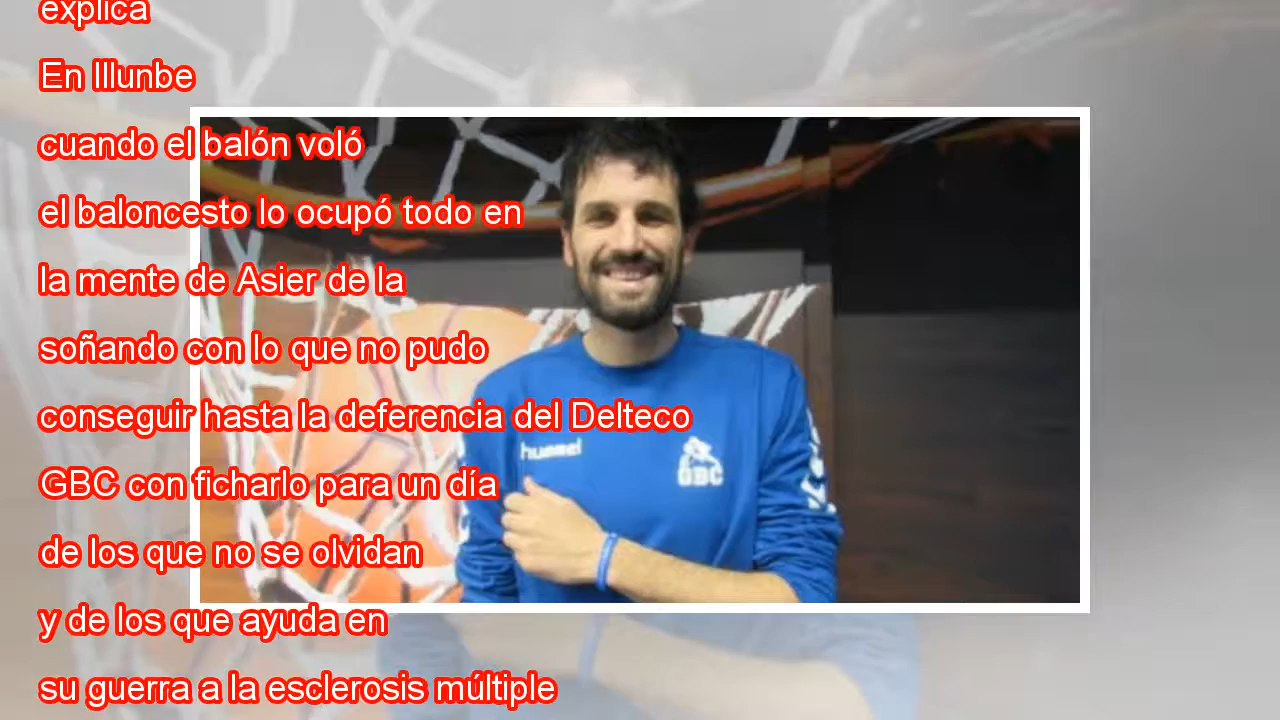 explica
En Illunbe
cuando el balón voló
el baloncesto lo ocupó todo en
la mente de Asier de la
soñando con lo que no pudo
conseguir hasta la deferencia del Delteco
GBC con ficharlo para un día
de los que no se olvidan
y de los que ayuda en
su guerra a la esclerosis múltiple
hummel
GBC